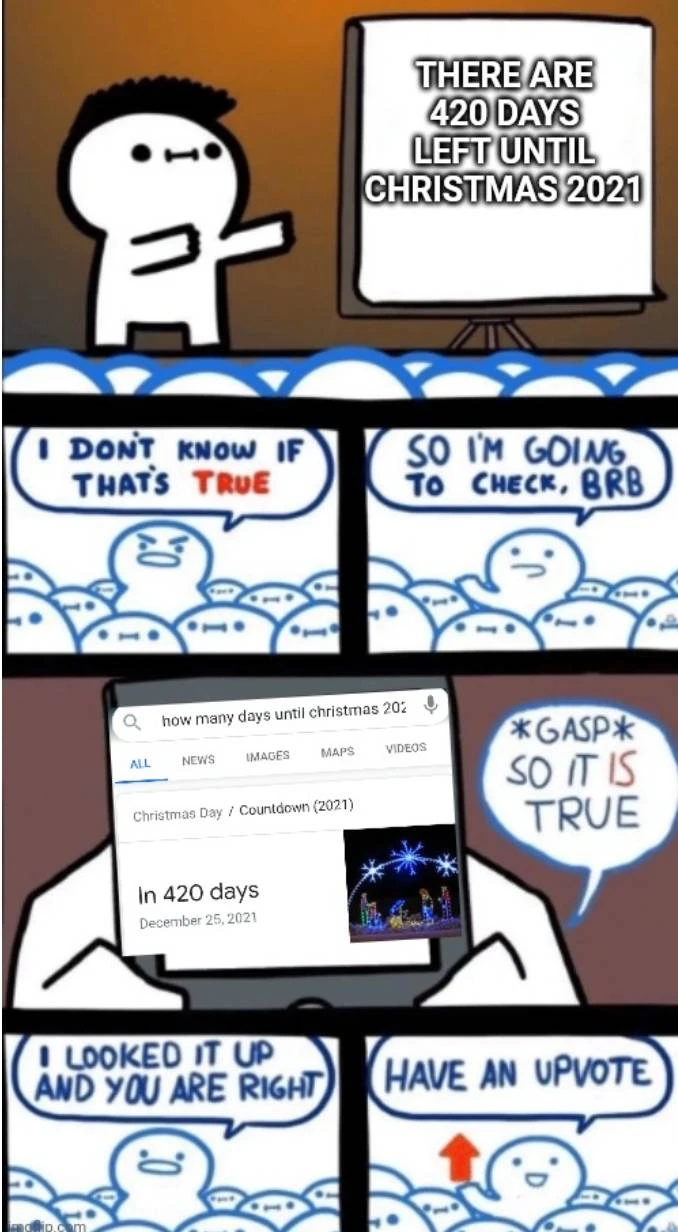 THERE ARE
420 DAYS
LEFT UNTIL
CHRISTMAS 2021
I DON'T KNOW IF
THAT'S TRUE
SO I'M GOING
TO CHECK, BRB
how many days until christmas 202
ALL NEWS IMAGES MAPS VIDEOS
Christmas Day / Countdown (2021)
In 420 days
December 25, 2021
*GASP*
SO IT IS
TRUE
I LOOKED IT UP
AND YOU ARE RIGHT
HAVE AN UPVOTE
imgflip.com